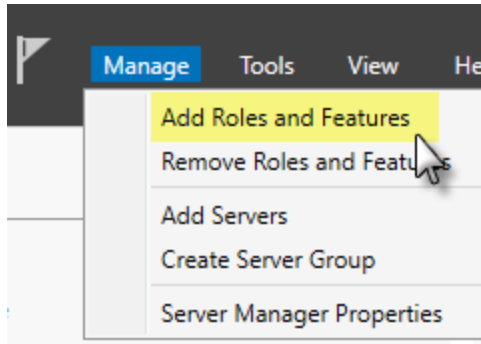 Manage Tools View He
Add Roles and Features
Remove Roles and Features
Add Servers
Create Server Group
Server Manager Properties